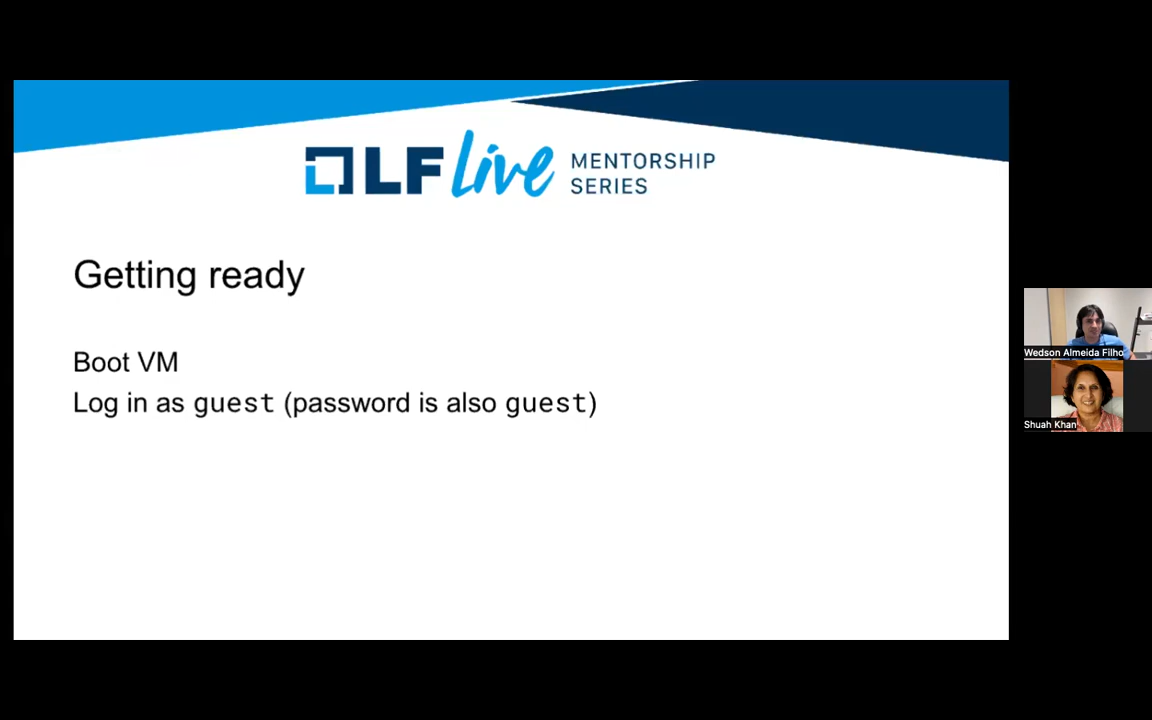 LF Live MENTORSHIP
SERIES
Getting ready
Boot VM
Log in as guest (password is also guest)
Wedson Almeida Filho
Shuah Khan